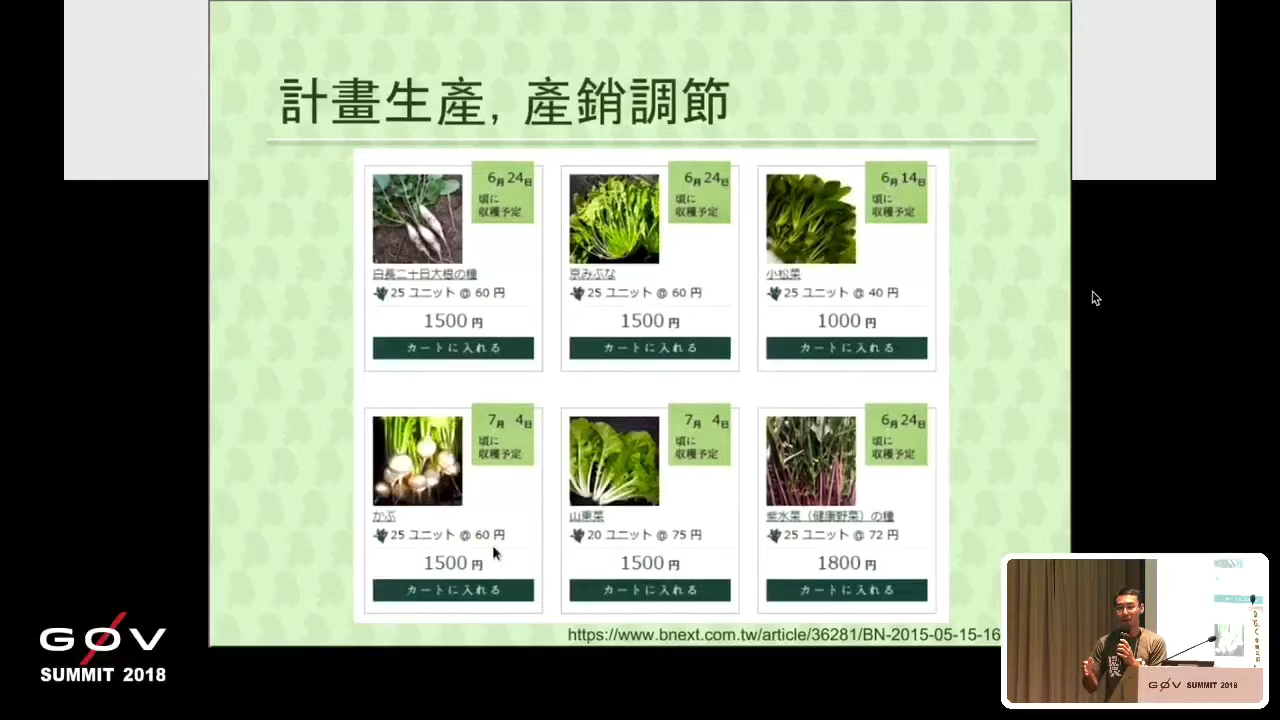 計畫生產，產銷調節
6月24日
頃に
収穫予定
白長二十日大根の種
25 ユニット @ 60 円
1500 円
カートに入れる
6月24日
頃に
収穫予定
京みぶな
25 ユニット @ 60 円
1500 円
カートに入れる
6月14日
頃に
収穫予定
小松菜
25 ユニット @ 40 円
1000 円
カートに入れる
7月 4日
頃に
収穫予定
かぶ
25 ユニット @ 60 円
1500 円
カートに入れる
7月 4日
頃に
収穫予定
山東菜
20 ユニット @ 75 円
1500 円
カートに入れる
6月24日
頃に
収穫予定
紫水菜（健康野菜）の種
25 ユニット @ 72 円
1800 円
カートに入れる
https://www.bnext.com.tw/article/36281/BN-2015-05-15-16
GØV
SUMMIT 2018
GØV SUMMIT 2018